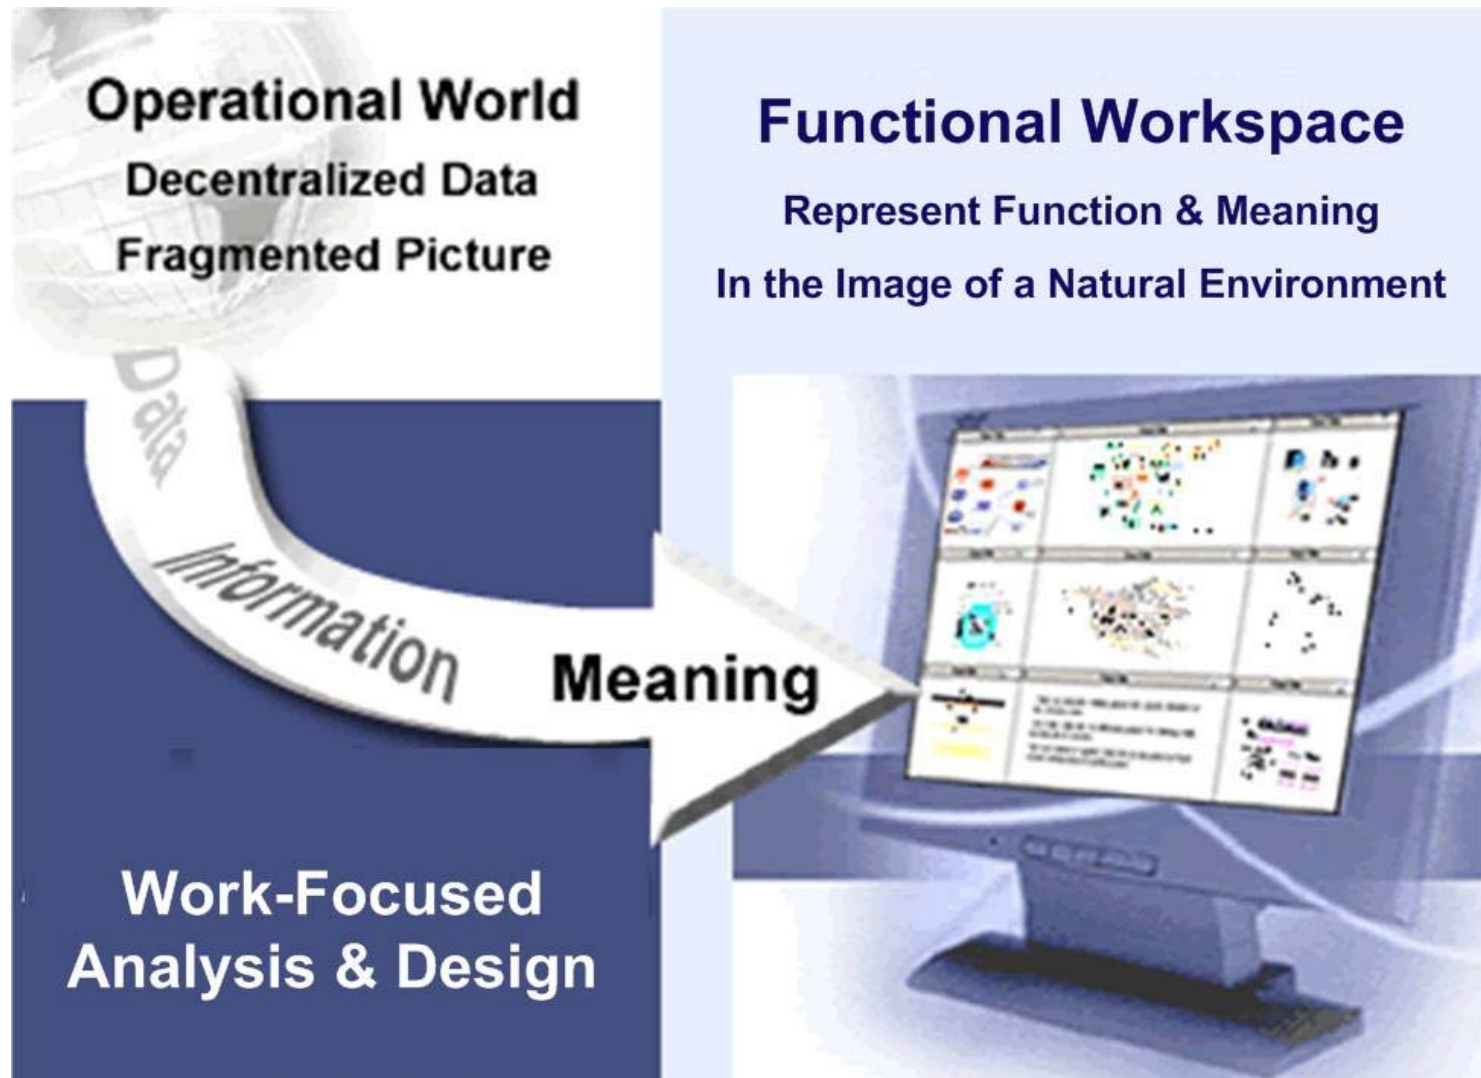 Operational World
Decentralized Data
Fragmented Picture
Functional Workspace
Represent Function & Meaning
In the Image of a Natural Environment
Data
Information
Meaning
Work-Focused
Analysis & Design